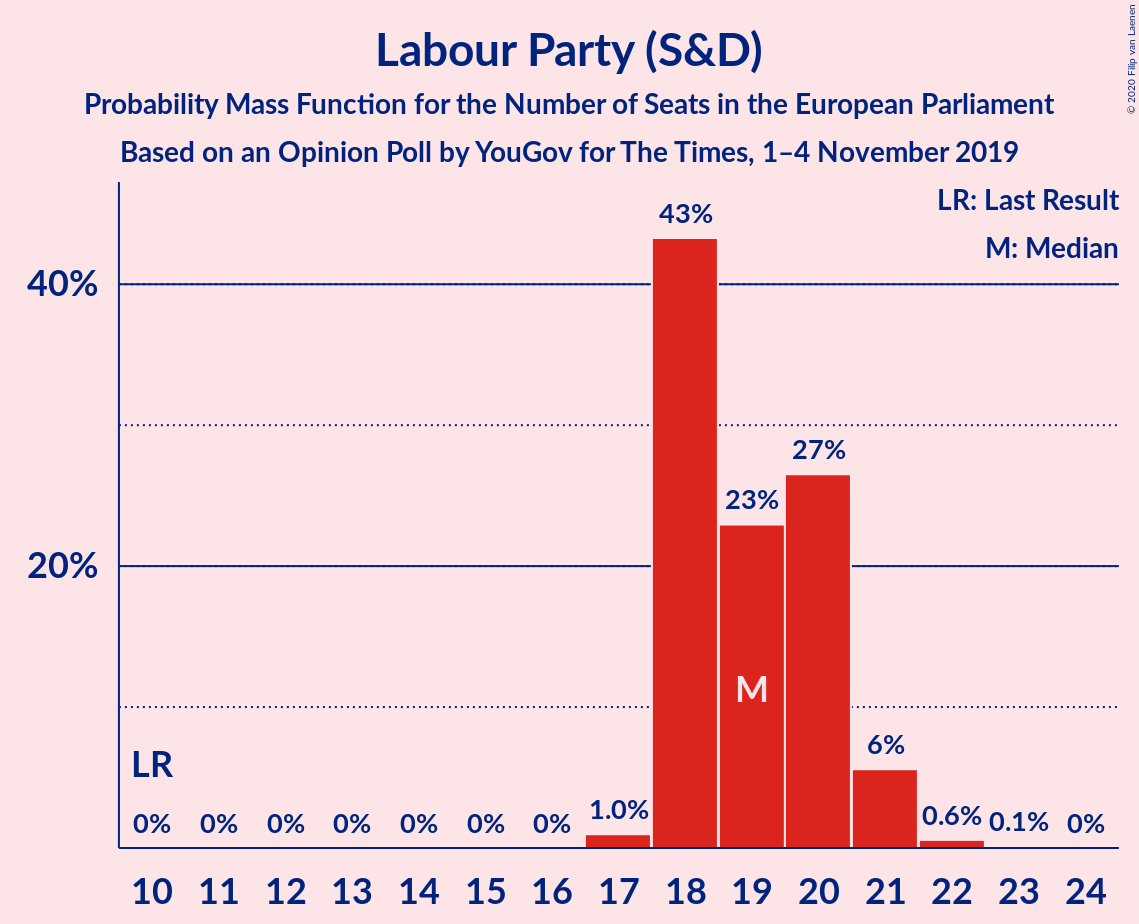 Labour Party (S&D)
Probability Mass Function for the Number of Seats in the European Parliament
Based on an Opinion Poll by YouGov for The Times, 1–4 November 2019
© 2020 Filip van Laenen
LR: Last Result
M: Median
40%
20%
43%
23%
27%
M
LR
0% 0% 0% 0% 0% 0% 0% 1.0% 6% 0.6% 0.1% 0%
10 11 12 13 14 15 16 17 18 19 20 21 22 23 24